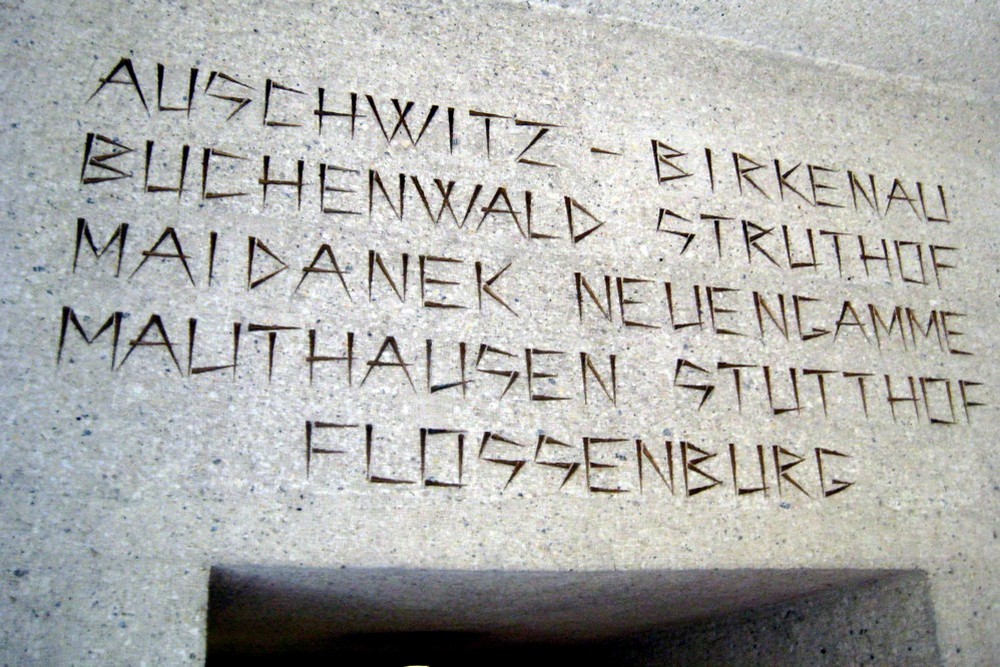 AUSCHWITZ - BIRKENAU
BUCHENWALD STRUTHOF
MAIDANEK NEUENGAMME
MAUTHAUSEN STUTTHOF
FLOSSENBURG